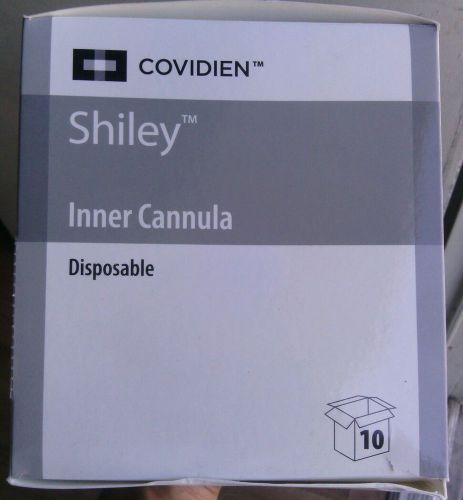 COVIDIEN™
Shiley™
Inner Cannula
Disposable
10